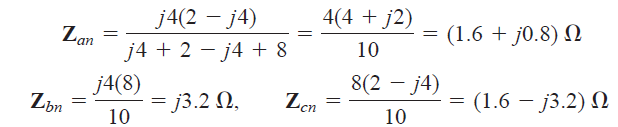 Z_an = j4(2 − j4) / (j4 + 2 − j4 + 8) = 4(4 + j2) / 10 = (1.6 + j0.8) Ω
Z_bn = j4(8) / 10 = j3.2 Ω, Z_cn = 8(2 − j4) / 10 = (1.6 − j3.2) Ω